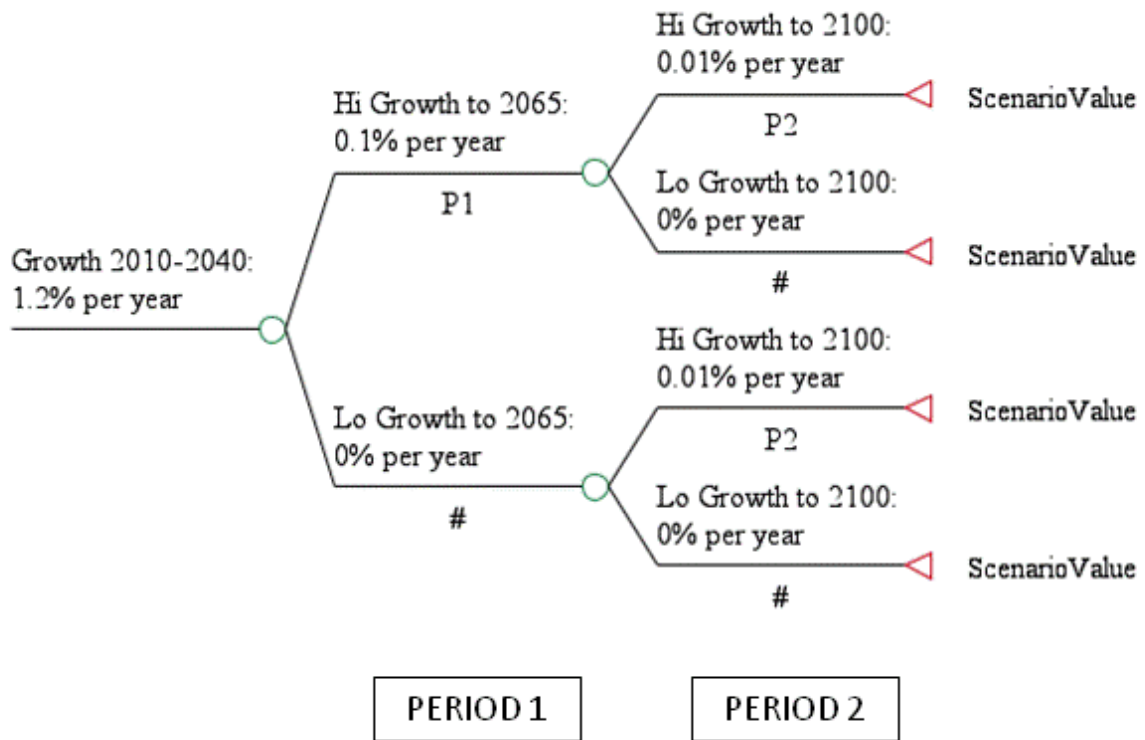 Hi Growth to 2100:
0.01% per year
ScenarioValue
P2
Hi Growth to 2065:
0.1% per year
P1
Lo Growth to 2100:
0% per year
ScenarioValue
#
Growth 2010-2040:
1.2% per year
Hi Growth to 2100:
0.01% per year
ScenarioValue
P2
Lo Growth to 2065:
0% per year
#
Lo Growth to 2100:
0% per year
ScenarioValue
#
PERIOD 1
PERIOD 2